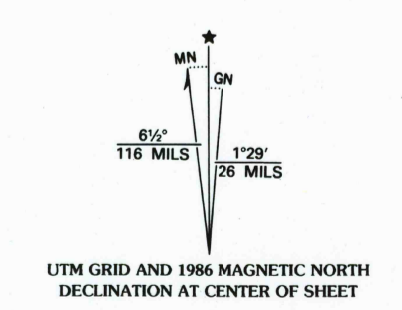 ★
MN
GN
6½°
116 MILS
1°29′
26 MILS
UTM GRID AND 1986 MAGNETIC NORTH
DECLINATION AT CENTER OF SHEET